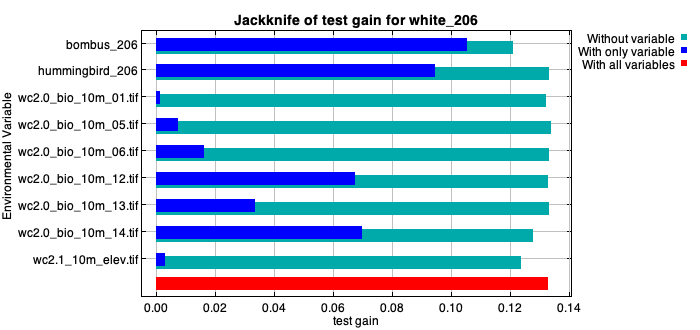 Jackknife of test gain for white_206
Without variable
With only variable
With all variables
Environmental Variable
bombus_206
hummingbird_206
wc2.0_bio_10m_01.tif
wc2.0_bio_10m_05.tif
wc2.0_bio_10m_06.tif
wc2.0_bio_10m_12.tif
wc2.0_bio_10m_13.tif
wc2.0_bio_10m_14.tif
wc2.1_10m_elev.tif
0.00 0.02 0.04 0.06 0.08 0.10 0.12 0.14
test gain